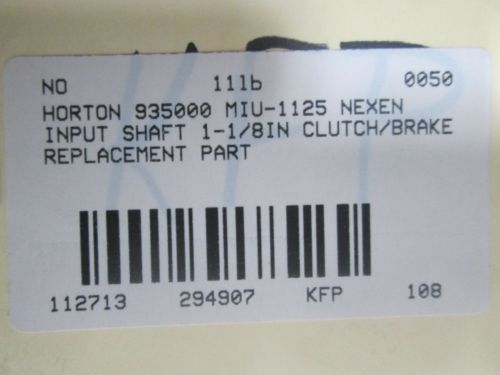 NO 11lb 0050
HORTON 935000 MIU-1125 NEXEN
INPUT SHAFT 1-1/8IN CLUTCH/BRAKE
REPLACEMENT PART
KFP
112713 294907 KFP 108